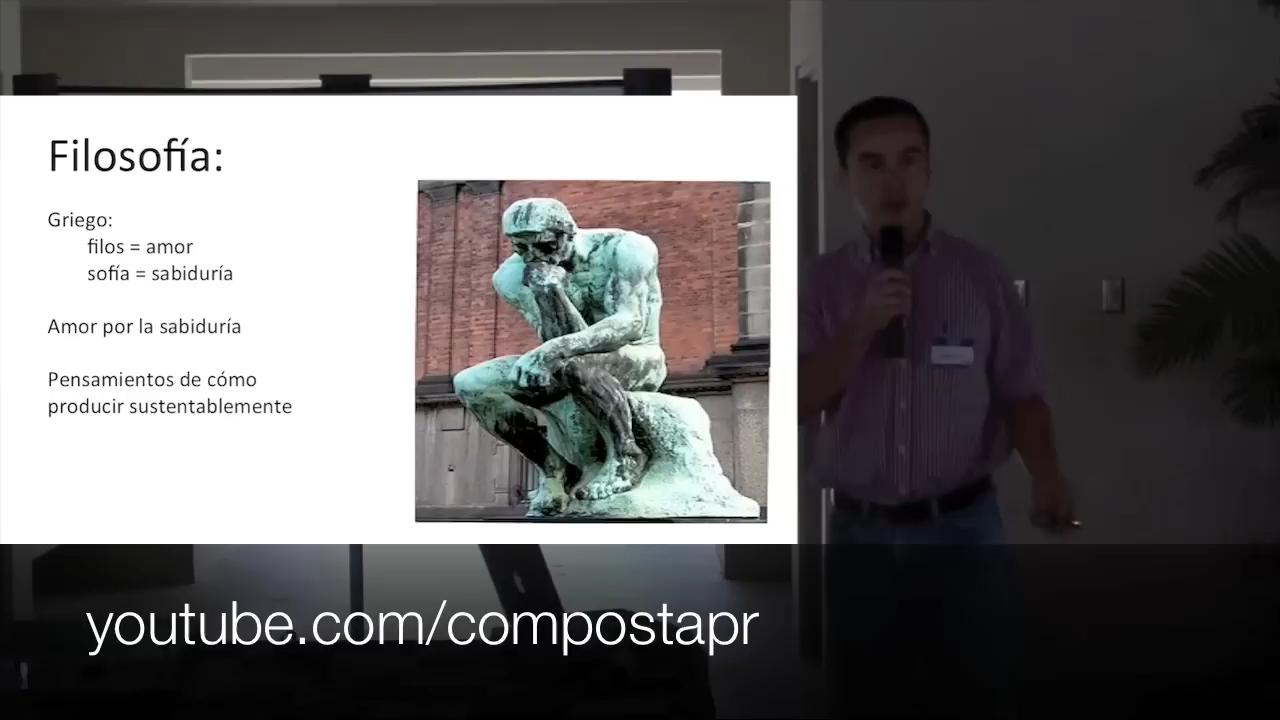 Filosofía:
Griego:
filos = amor
sofía = sabiduría
Amor por la sabiduría
Pensamientos de cómo
producir sustentablemente
youtube.com/compostapr